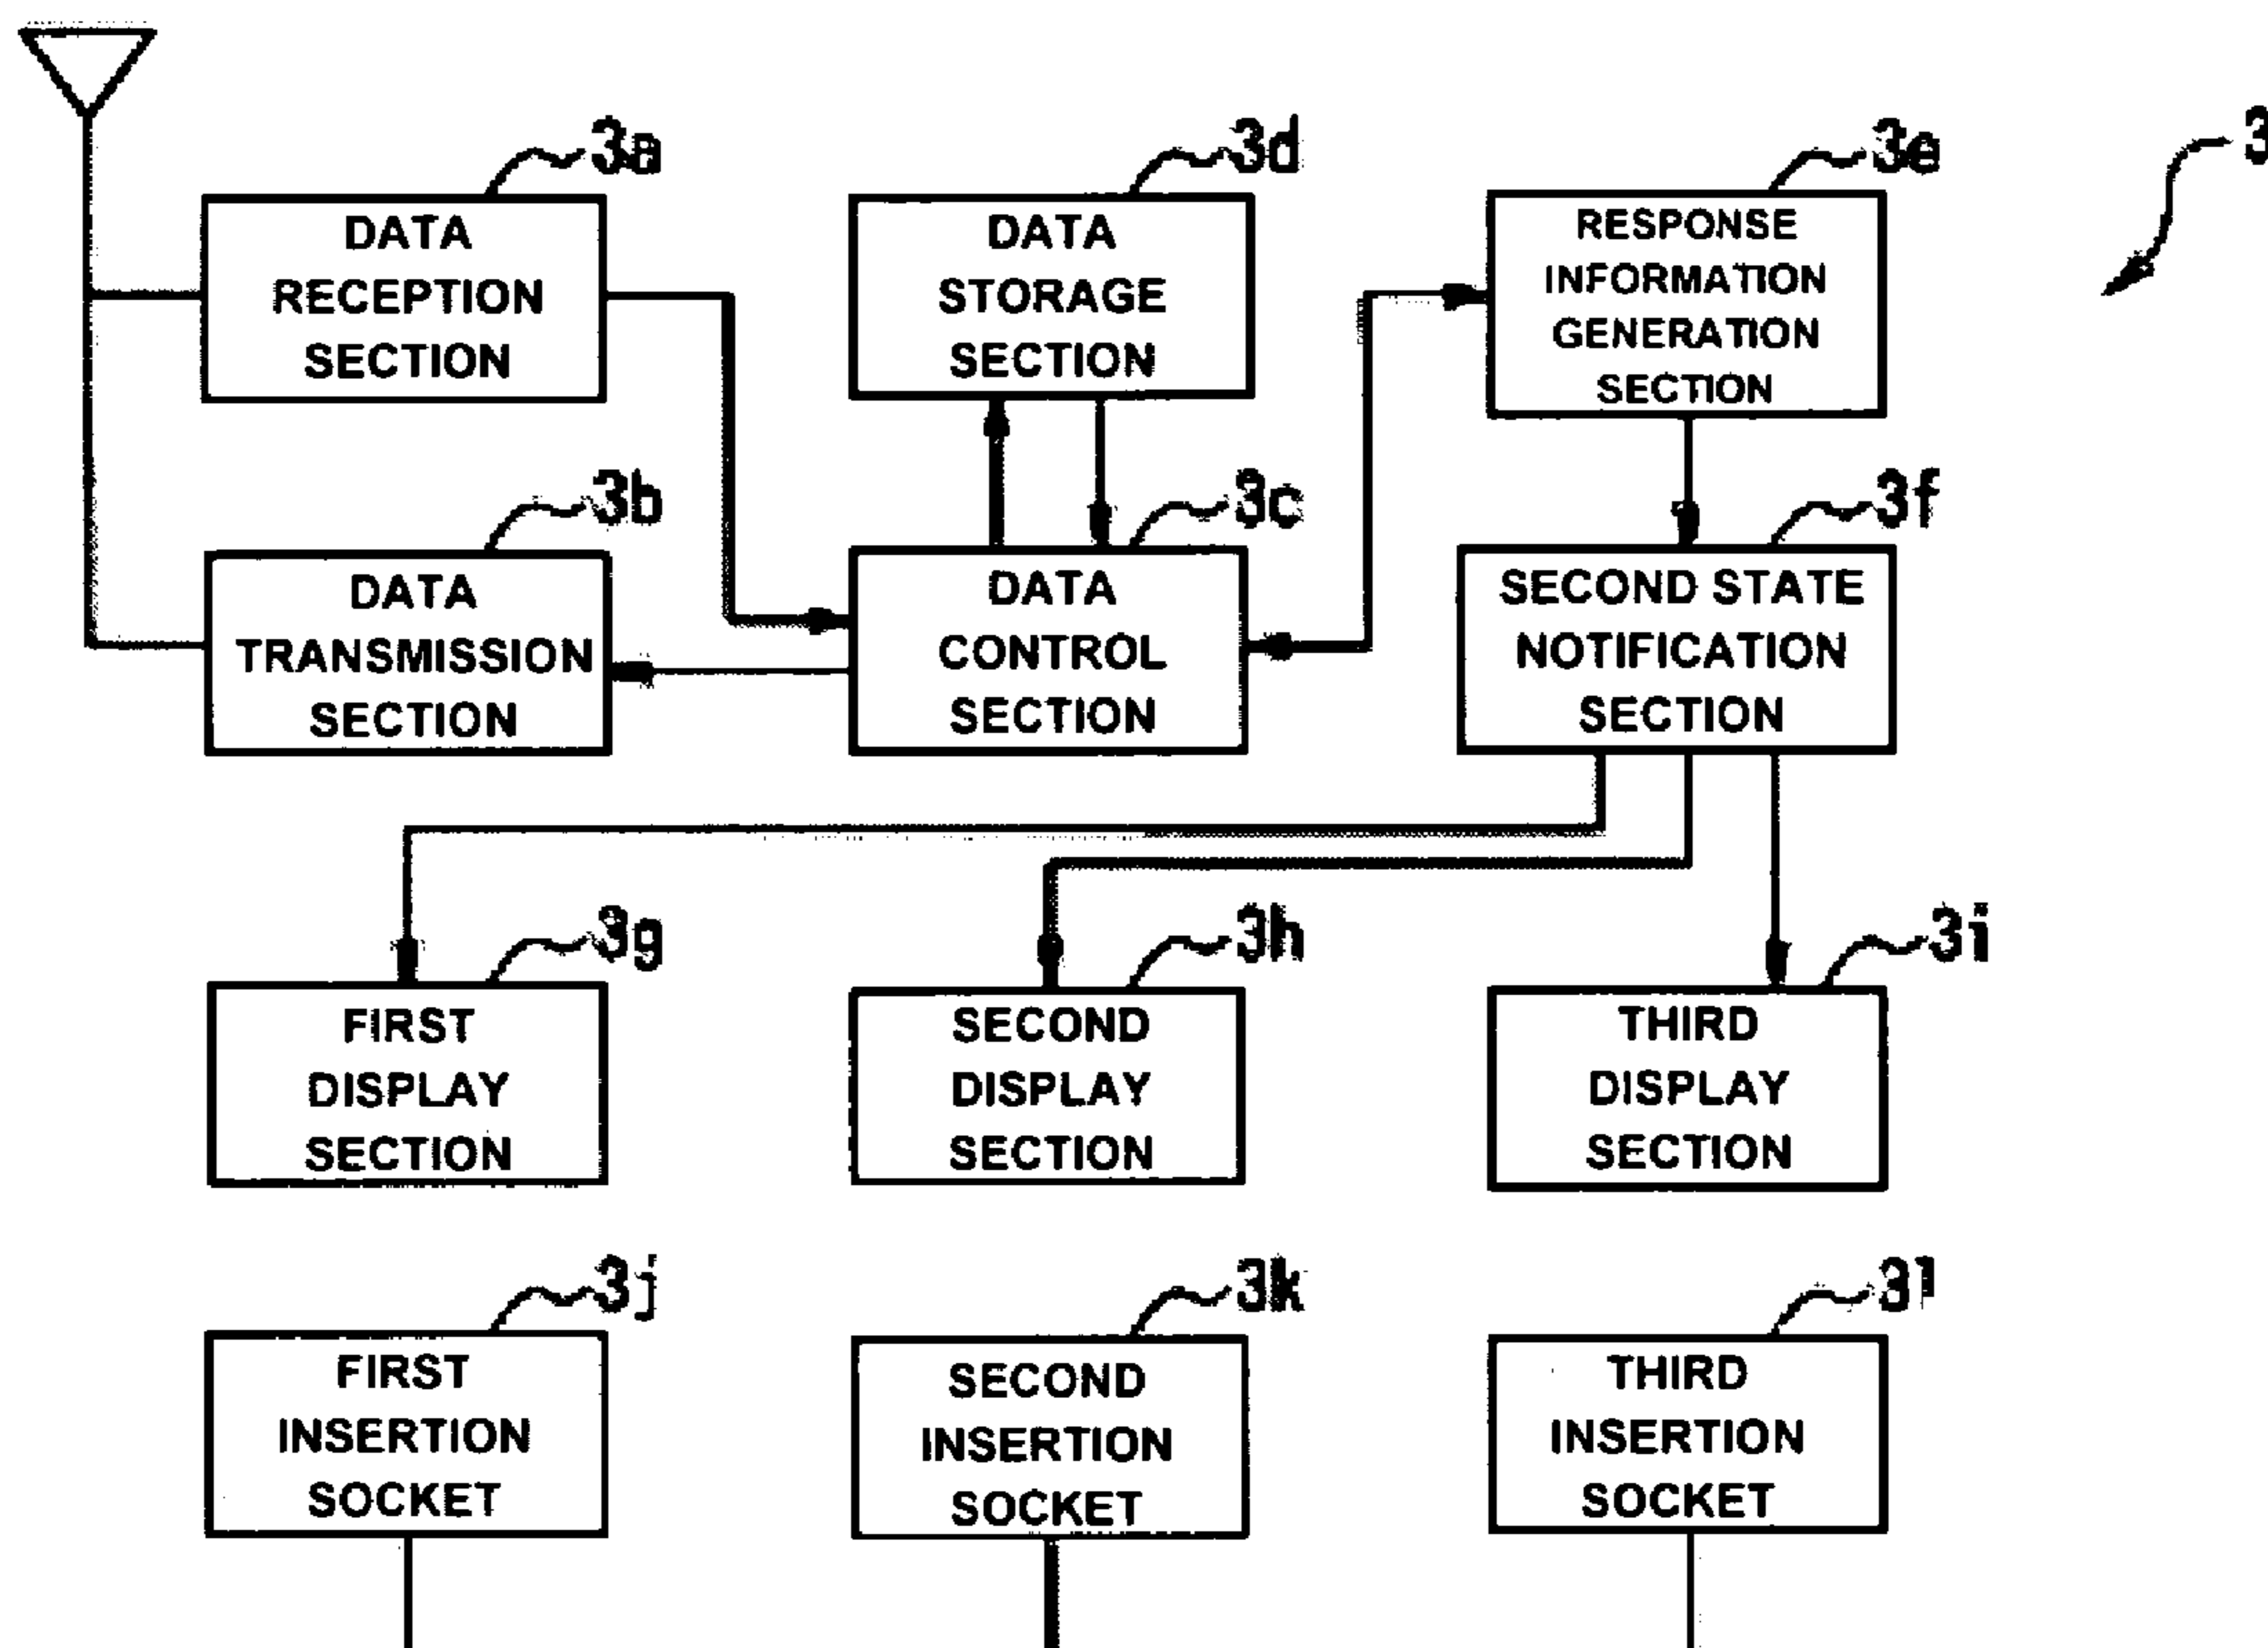 3
3a
DATA
RECEPTION
SECTION
3d
DATA
STORAGE
SECTION
3e
RESPONSE
INFORMATION
GENERATION
SECTION
3b
DATA
TRANSMISSION
SECTION
3c
DATA
CONTROL
SECTION
3f
SECOND STATE
NOTIFICATION
SECTION
3g
FIRST
DISPLAY
SECTION
3h
SECOND
DISPLAY
SECTION
3i
THIRD
DISPLAY
SECTION
3j
FIRST
INSERTION
SOCKET
3k
SECOND
INSERTION
SOCKET
3l
THIRD
INSERTION
SOCKET